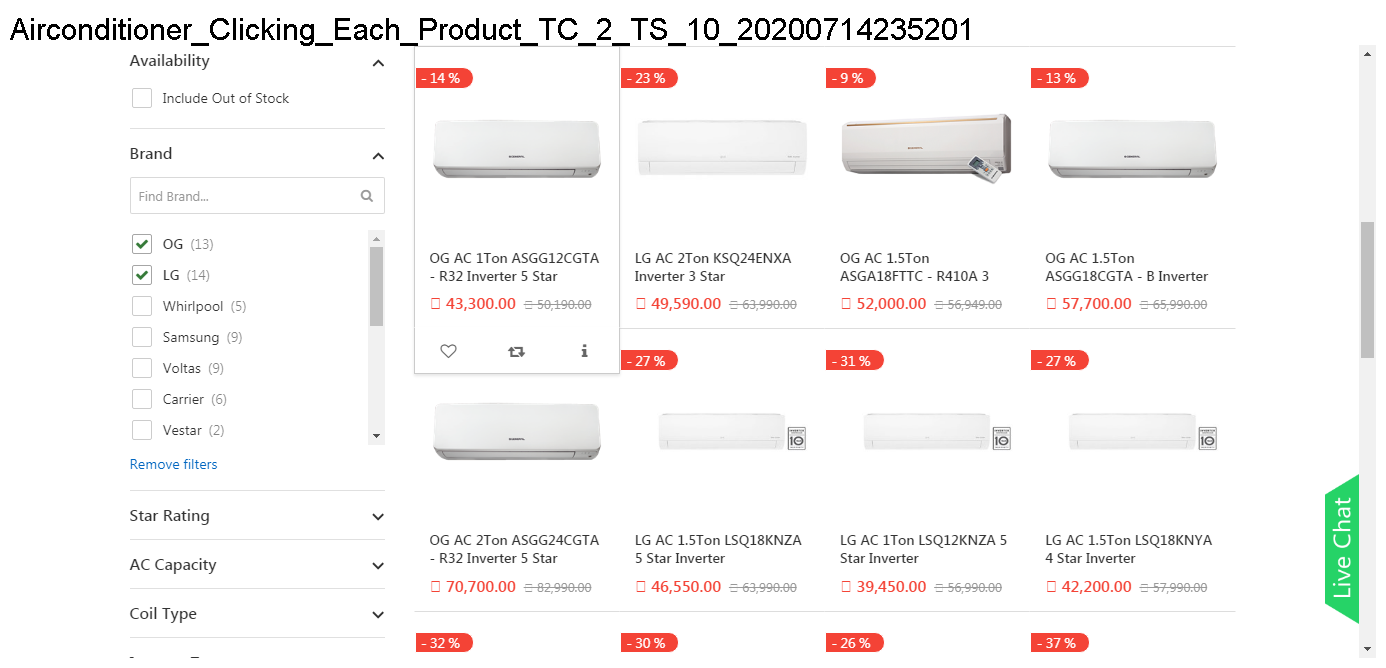 Airconditioner_Clicking_Each_Product_TC_2_TS_10_20200714235201
Availability
Include Out of Stock
Brand
Find Brand...
OG (13)
LG (14)
Whirlpool (5)
Samsung (9)
Voltas (9)
Carrier (6)
Vestar (2)
Remove filters
Star Rating
AC Capacity
Coil Type
- 14 %
- 23 %
- 9 %
- 13 %
OG AC 1Ton ASGG12CGTA
- R32 Inverter 5 Star
43,300.00 50,190.00
LG AC 2Ton KSQ24ENXA
Inverter 3 Star
49,590.00 63,990.00
OG AC 1.5Ton
ASGA18FTTC - R410A 3
52,000.00 56,949.00
OG AC 1.5Ton
ASGG18CGTA - B Inverter
57,700.00 65,990.00
- 27 %
- 31 %
- 27 %
OG AC 2Ton ASGG24CGTA
- R32 Inverter 5 Star
70,700.00 82,990.00
LG AC 1.5Ton LSQ18KNZA
5 Star Inverter
46,550.00 63,990.00
LG AC 1Ton LSQ12KNZA 5
Star Inverter
39,450.00 56,990.00
LG AC 1.5Ton LSQ18KNYA
4 Star Inverter
42,200.00 57,990.00
10
10
10
- 32 %
- 30 %
- 26 %
- 37 %
Live Chat